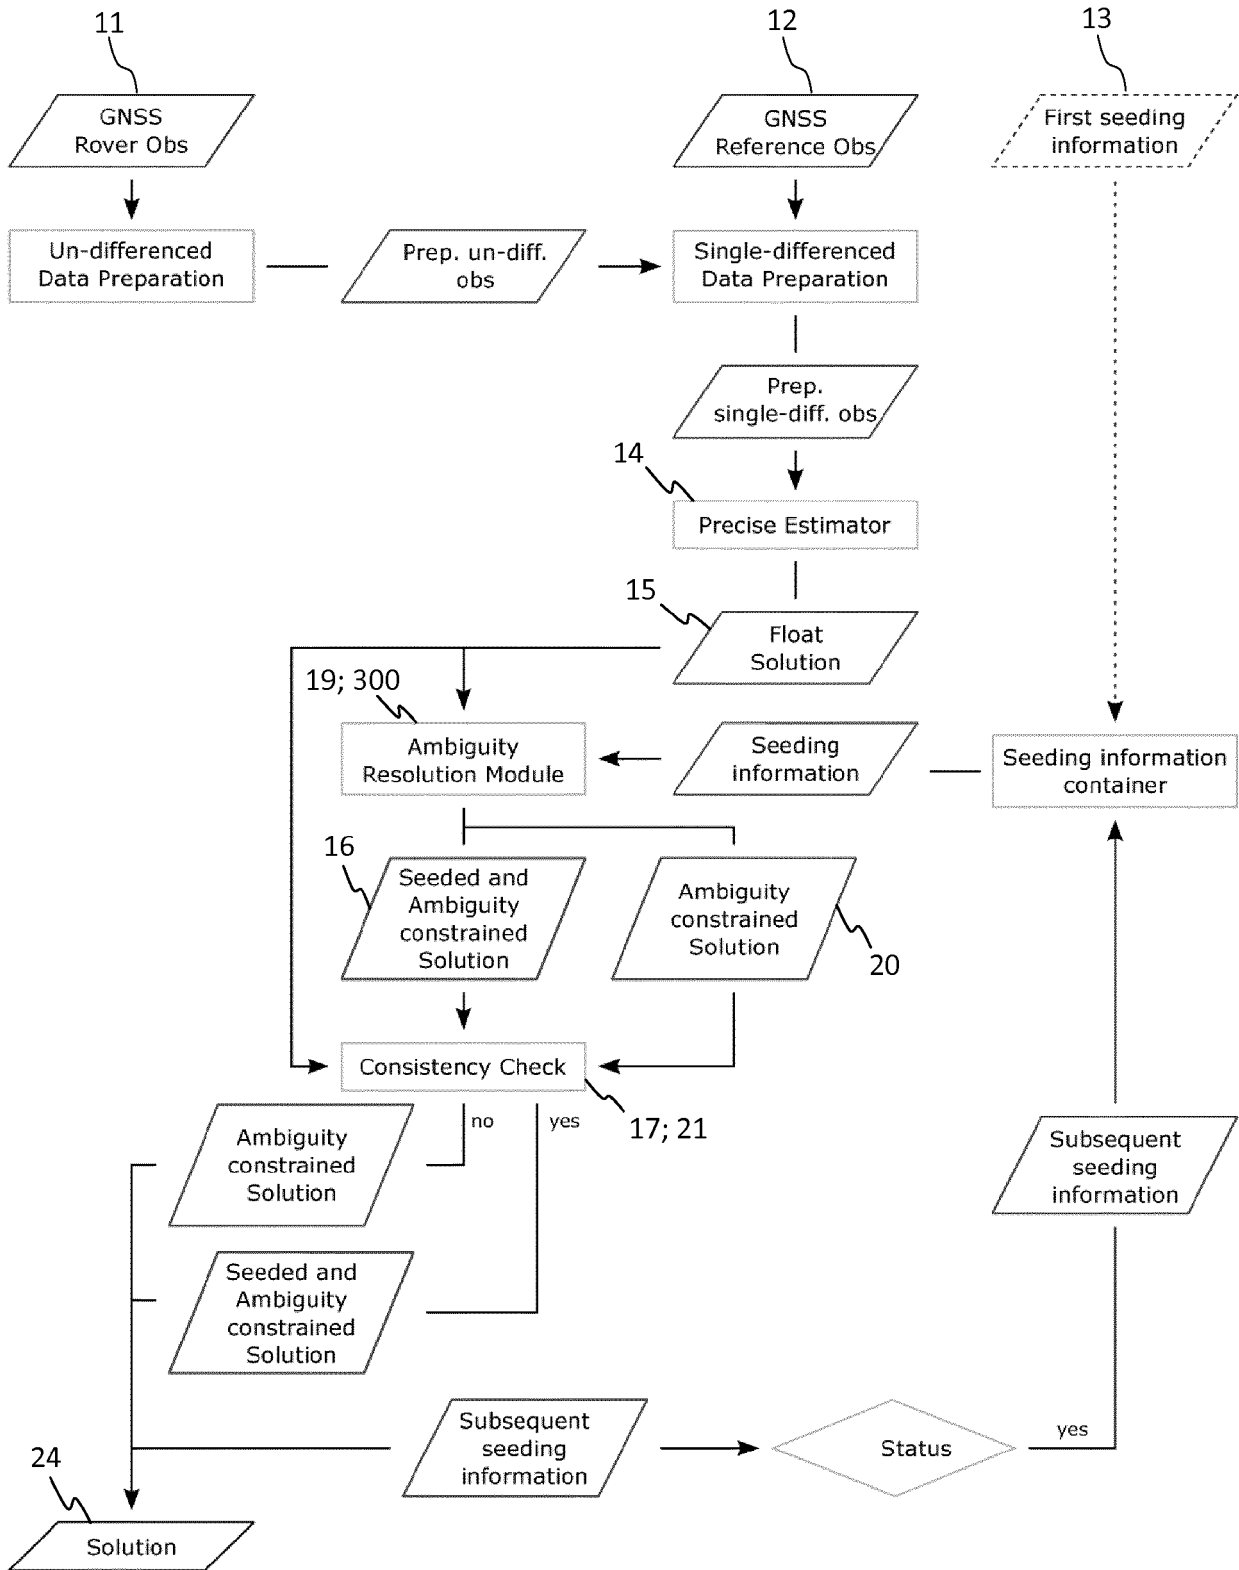 11
12
13
GNSS
Rover Obs
GNSS
Reference Obs
First seeding
information
Un-differenced
Data Preparation
Prep. un-diff.
obs
Single-differenced
Data Preparation
Prep.
single-diff. obs
14
Precise Estimator
15
Float
Solution
19; 300
Ambiguity
Resolution Module
Seeding
information
Seeding information
container
16
Seeded and
Ambiguity
constrained
Solution
Ambiguity
constrained
Solution
20
Consistency Check
no
yes
17; 21
Ambiguity
constrained
Solution
Subsequent
seeding
information
Seeded and
Ambiguity
constrained
Solution
Subsequent
seeding
information
Status
yes
24
Solution